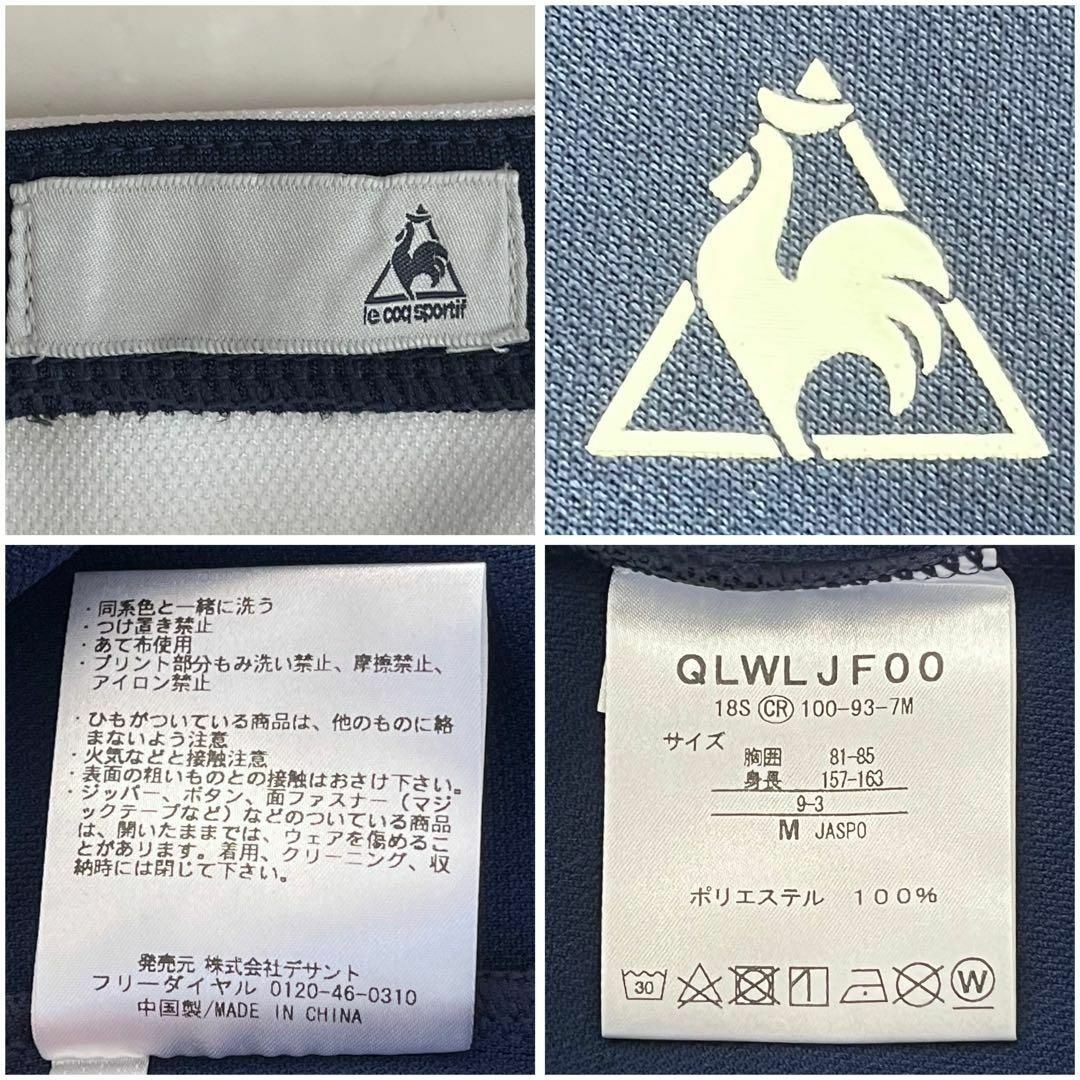 le coq sportif
・同系色と一緒に洗う
・つけ置き禁止
・あて布使用
・プリント部分もみ洗い禁止、摩擦禁止、
アイロン禁止
・ひもがついている商品は、他のものに絡
まないよう注意
・火気などと接触注意
・表面の粗いものとの接触はおさけ下さい。
・ジッパー、ボタン、面ファスナー（マジ
ックテープなど）などのついている商品
は、開いたままでは、ウェアを傷めるこ
とがあります。着用、クリーニング、収
納時には閉じて下さい。
発売元 株式会社デサント
フリーダイヤル 0120-46-0310
中国製/MADE IN CHINA
QLWLJF00
18S CR 100-93-7M
サイズ
胸囲 81-85
身長 157-163
9-3
M JASPO
ポリエステル 100%
30 W